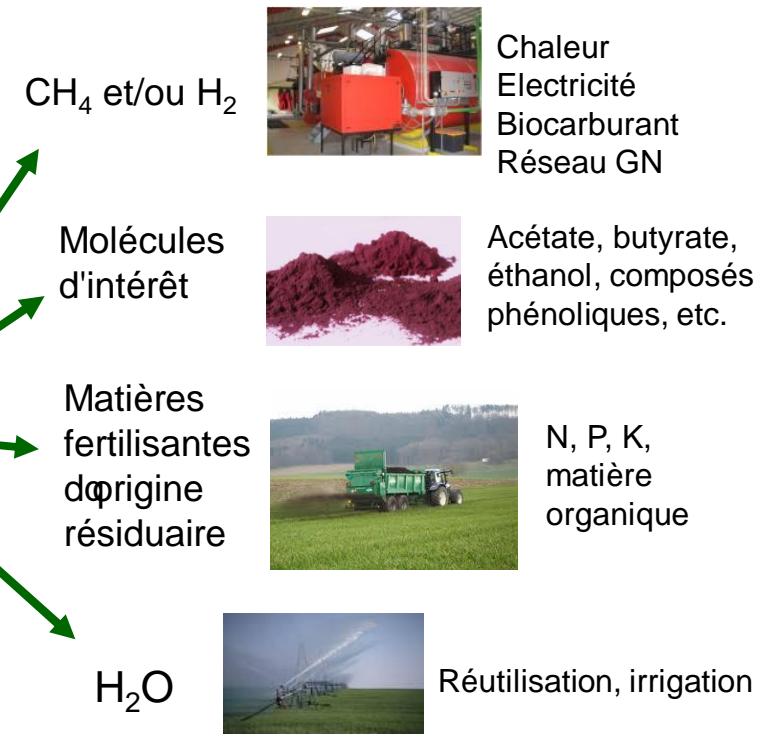 CH₄ et/ou H₂
Chaleur
Electricité
Biocarburant
Réseau GN
Molécules
d'intérêt
Acétate, butyrate,
éthanol, composés
phénoliques, etc.
Matières
fertilisantes
doqrigine
résiduaire
N, P, K,
matière
organique
H₂O
Réutilisation, irrigation